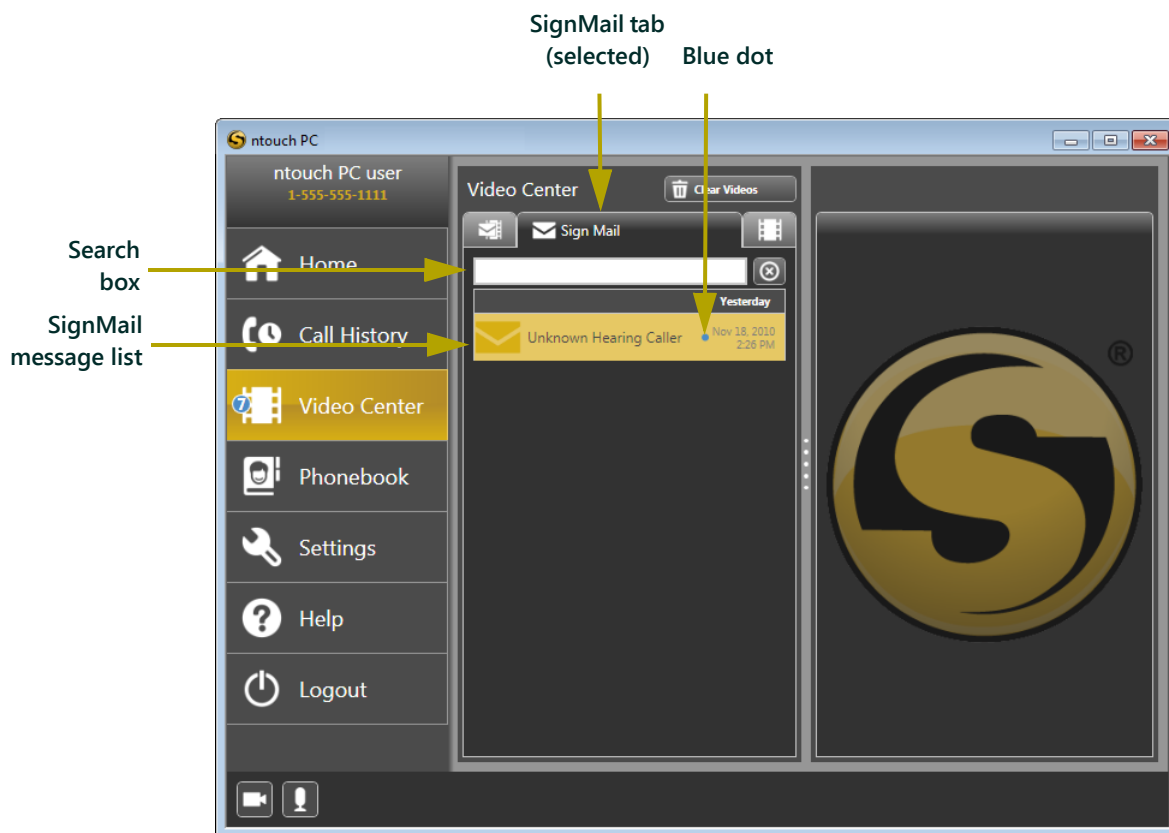 SignMail tab
(selected)
Blue dot
ntouch PC
ntouch PC user
1-555-555-1111
Video Center
Clear Videos
Sign Mail
Search
box
Home
Yesterday
SignMail
message list
Call History
Unknown Hearing Caller
Nov 18, 2010
2:26 PM
7
Video Center
Phonebook
Settings
Help
Logout
S
®